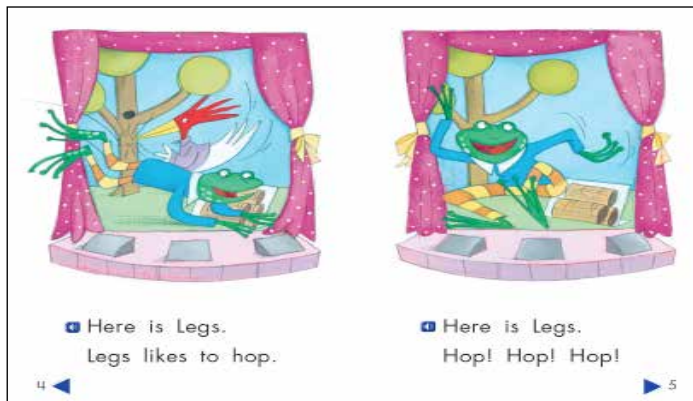 Here is Legs.
Legs likes to hop.
4
Here is Legs.
Hop! Hop! Hop!
5